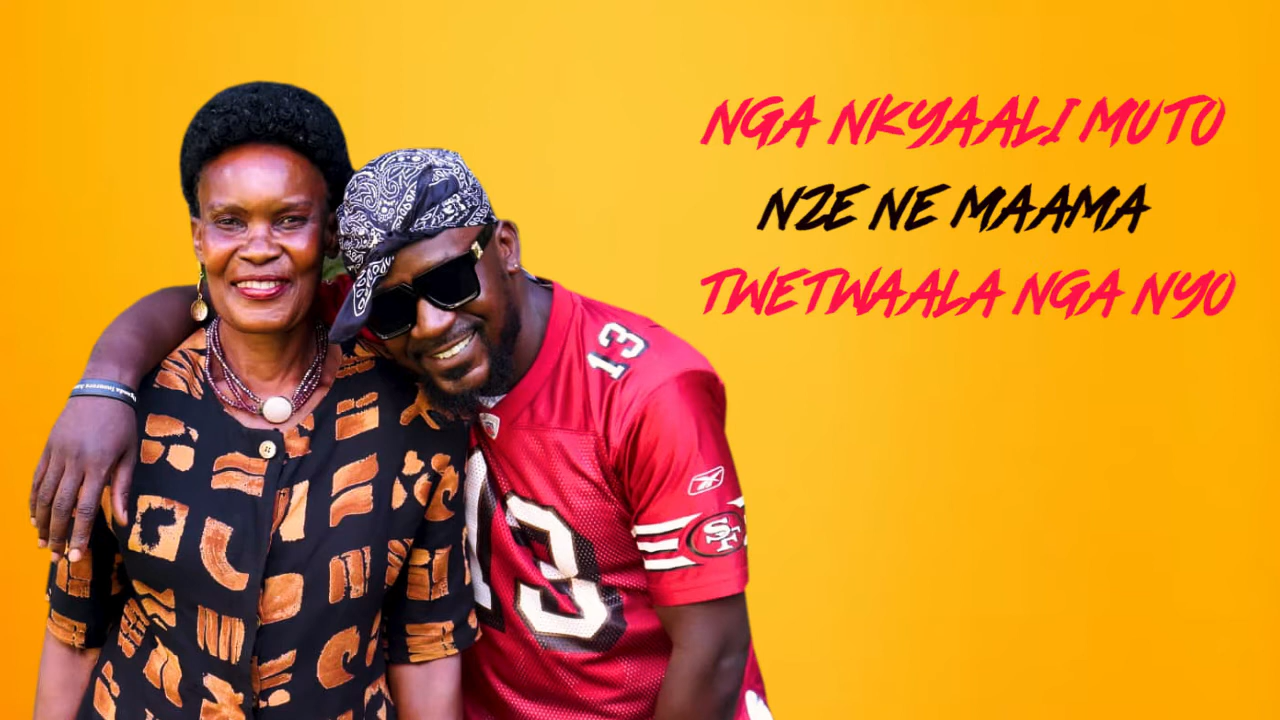 NGA NKYAALI MUTO
NZE NE MAAMA
TWETWAALA NGA NYO
13
13
SF